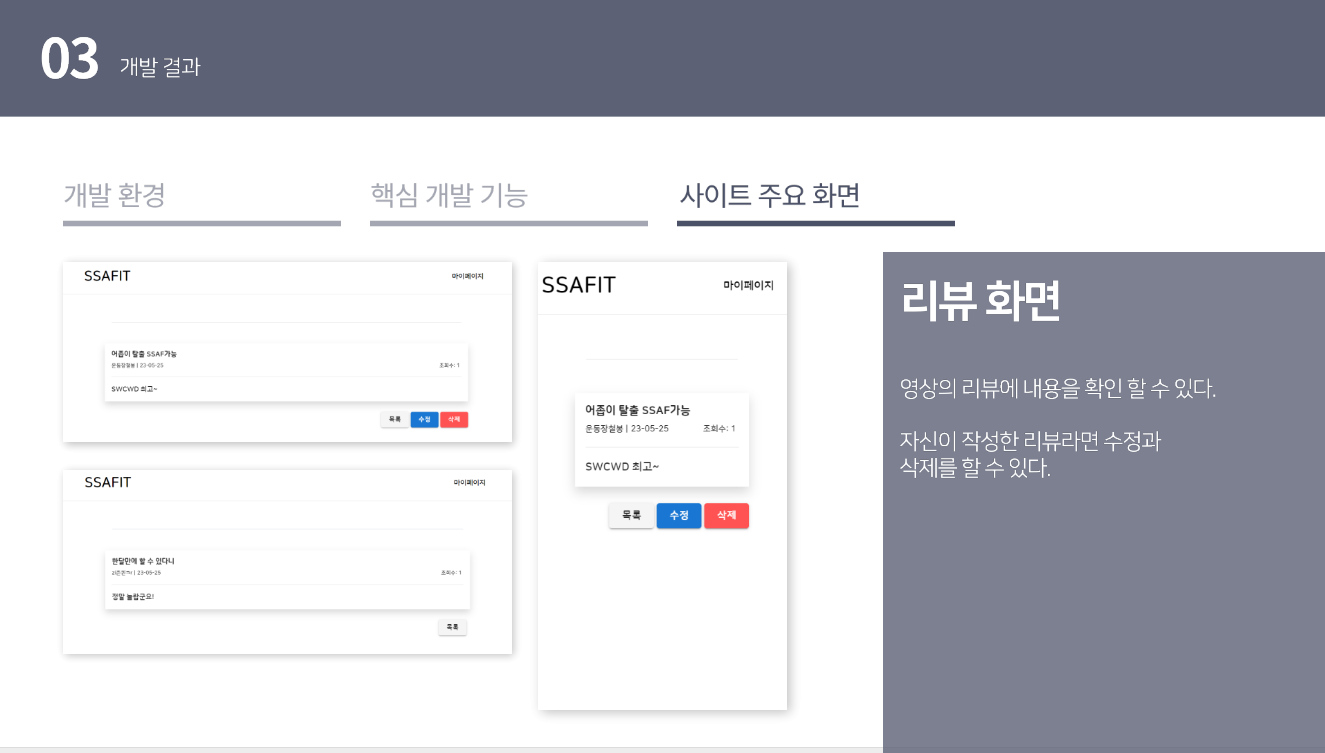 03 개발 결과
개발 환경
핵심 개발 기능
사이트 주요 화면
SSAFIT 마이페이지
어좁이 탈출 SSAF가능
운동장철봉 | 23-05-25 조회수: 1
SWCWD 최고~
목록 수정 삭제
SSAFIT 마이페이지
한달만에 할 수 있다니
| 23-05-25 조회수: 1
정말 놀랍군요!
목록
SSAFIT 마이페이지
어좁이 탈출 SSAF가능
운동장철봉 | 23-05-25 조회수: 1
SWCWD 최고~
목록 수정 삭제
리뷰 화면
영상의 리뷰에 내용을 확인 할 수 있다.
자신이 작성한 리뷰라면 수정과
삭제를 할 수 있다.